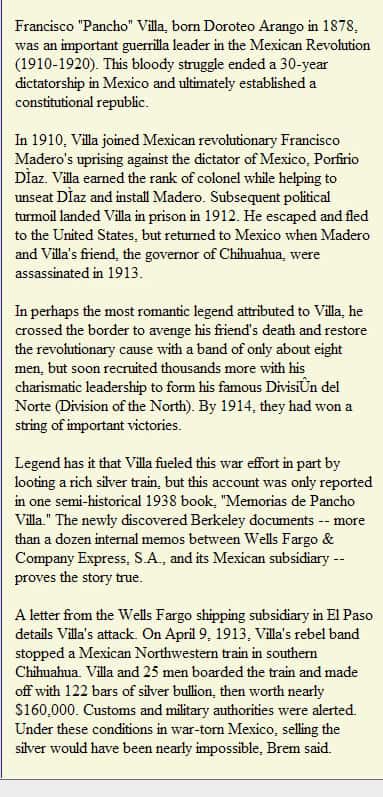 Francisco "Pancho" Villa, born Doroteo Arango in 1878,
was an important guerrilla leader in the Mexican Revolution
(1910-1920). This bloody struggle ended a 30-year
dictatorship in Mexico and ultimately established a
constitutional republic.
In 1910, Villa joined Mexican revolutionary Francisco
Madero's uprising against the dictator of Mexico, Porfirio
DÌaz. Villa earned the rank of colonel while helping to
unseat DÌaz and install Madero. Subsequent political
turmoil landed Villa in prison in 1912. He escaped and fled
to the United States, but returned to Mexico when Madero
and Villa's friend, the governor of Chihuahua, were
assassinated in 1913.
In perhaps the most romantic legend attributed to Villa, he
crossed the border to avenge his friend's death and restore
the revolutionary cause with a band of only about eight
men, but soon recruited thousands more with his
charismatic leadership to form his famous DivisiÛn del
Norte (Division of the North). By 1914, they had won a
string of important victories.
Legend has it that Villa fueled this war effort in part by
looting a rich silver train, but this account was only reported
in one semi-historical 1938 book, "Memorias de Pancho
Villa." The newly discovered Berkeley documents -- more
than a dozen internal memos between Wells Fargo &
Company Express, S.A., and its Mexican subsidiary --
proves the story true.
A letter from the Wells Fargo shipping subsidiary in El Paso
details Villa's attack. On April 9, 1913, Villa's rebel band
stopped a Mexican Northwestern train in southern
Chihuahua. Villa and 25 men boarded the train and made
off with 122 bars of silver bullion, then worth nearly
$160,000. Customs and military authorities were alerted.
Under these conditions in war-torn Mexico, selling the
silver would have been nearly impossible, Brem said.